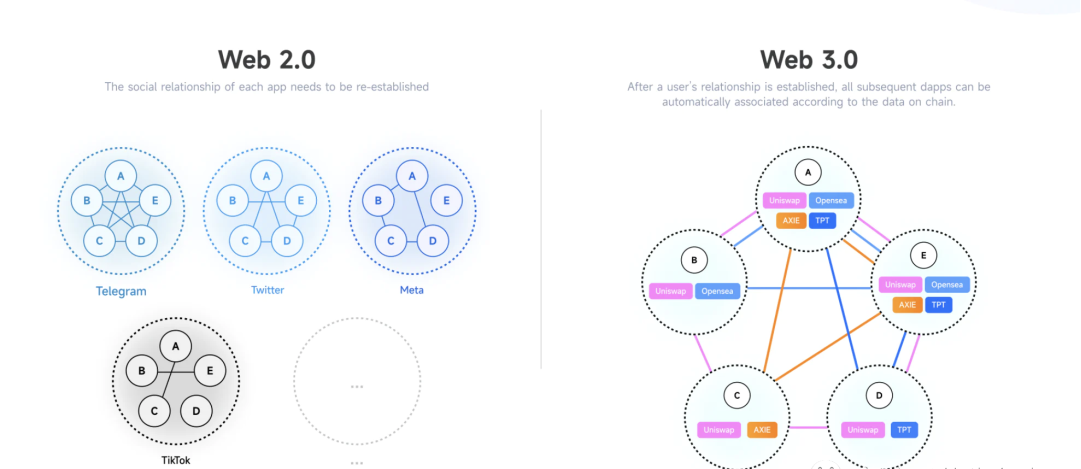 Web 2.0
The social relationship of each app needs to be re-established
A
B
E
C
D
Telegram
A
B
E
C
D
Twitter
A
B
E
C
D
Meta
A
B
E
C
D
TikTok
...
...
Web 3.0
After a user's relationship is established, all subsequent dapps can be
automatically associated according to the data on chain.
A
Uniswap Opensea
AXIE TPT
B
Uniswap Opensea
E
Uniswap Opensea
AXIE TPT
C
Uniswap AXIE
D
Uniswap TPT